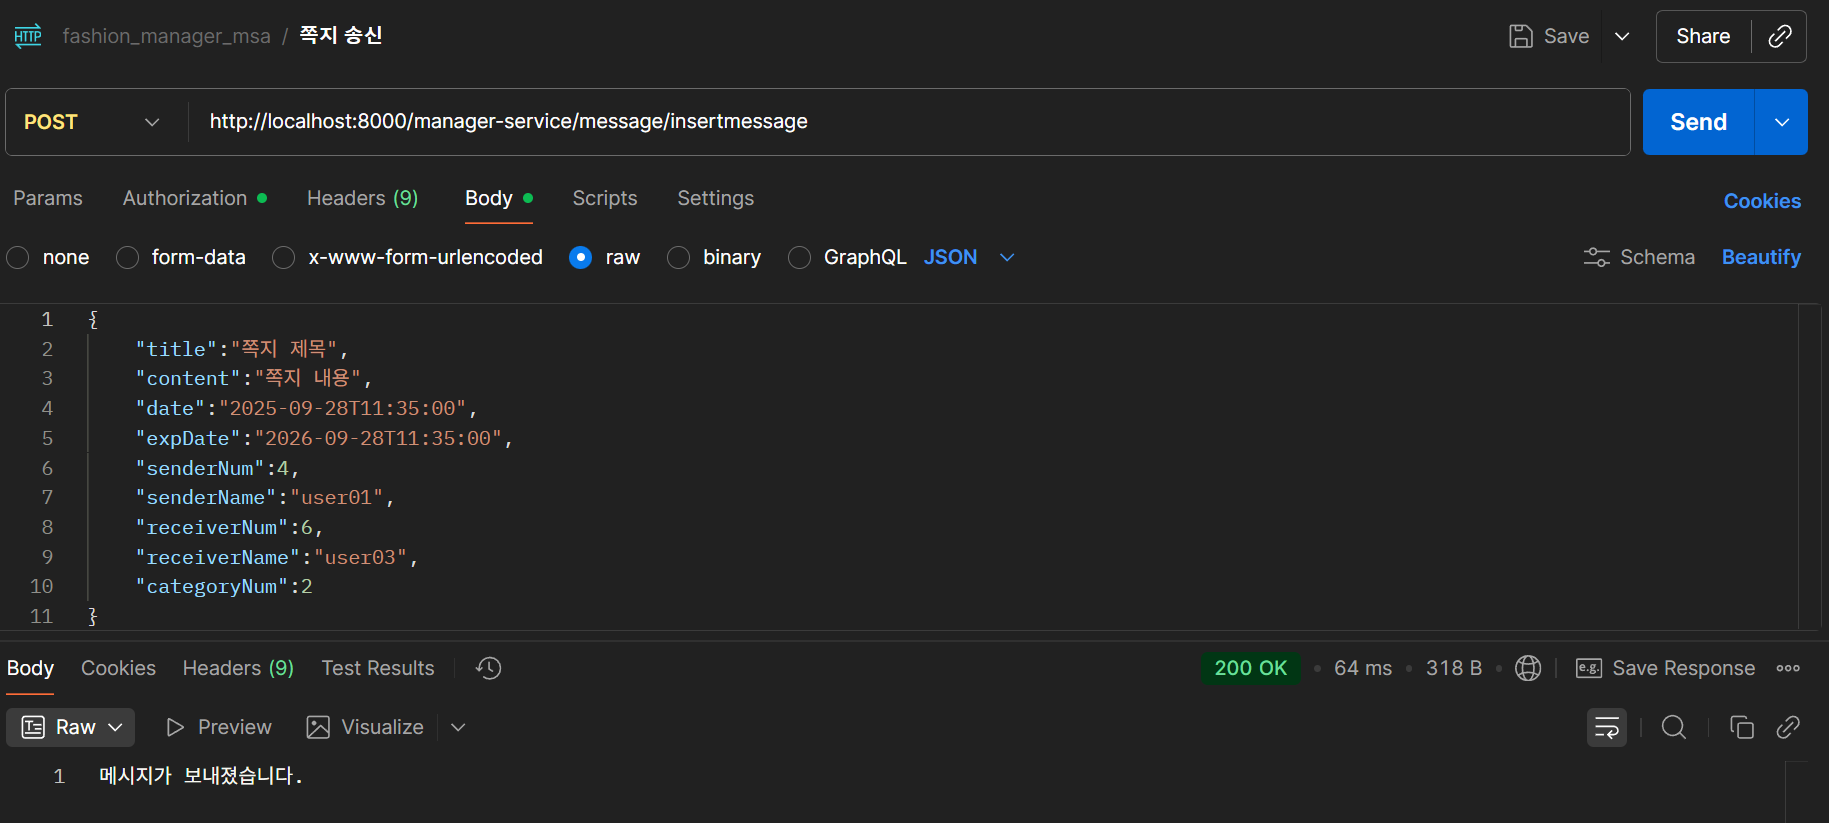 HTTP fashion_manager_msa / 쪽지 송신 Save Share
POST http://localhost:8000/manager-service/message/insertmessage Send
Params Authorization Headers (9) Body Scripts Settings Cookies
none form-data x-www-form-urlencoded raw binary GraphQL JSON Schema Beautify
1 {
2 "title":"쪽지 제목",
3 "content":"쪽지 내용",
4 "date":"2025-09-28T11:35:00",
5 "expDate":"2026-09-28T11:35:00",
6 "senderNum":4,
7 "senderName":"user01",
8 "receiverNum":6,
9 "receiverName":"user03",
10 "categoryNum":2
11 }
Body Cookies Headers (9) Test Results 200 OK • 64 ms • 318 B • e.g. Save Response
Raw Preview Visualize
1 메시지가 보내졌습니다.